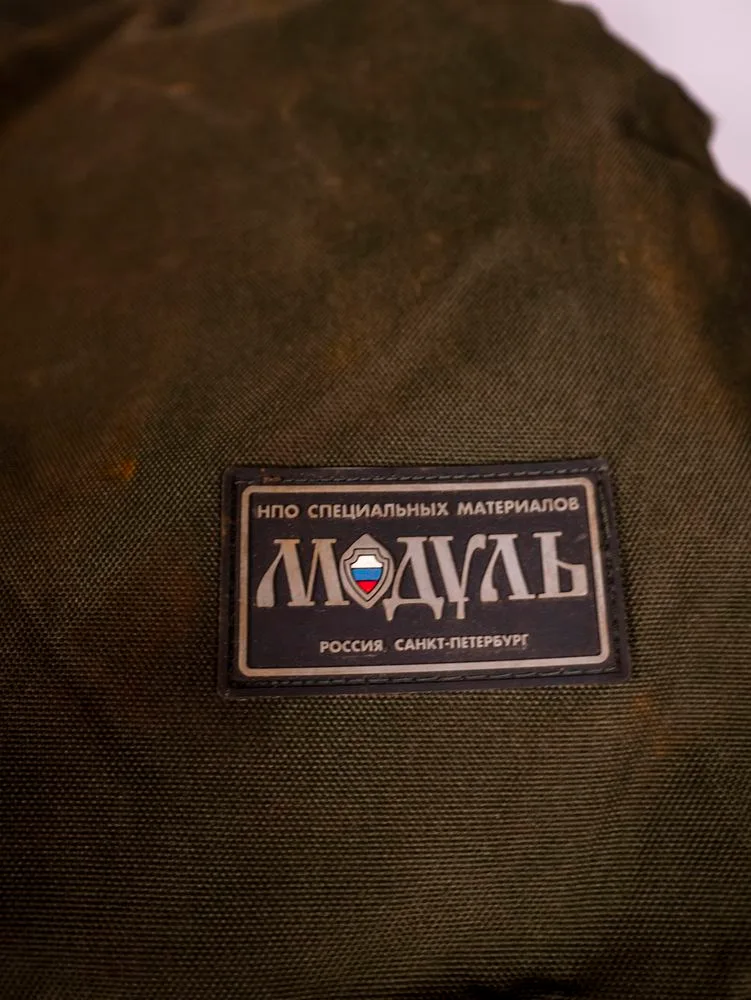 НПО СПЕЦИАЛЬНЫХ МАТЕРИАЛОВ
МОДУЛЬ
РОССИЯ, САНКТ-ПЕТЕРБУРГ